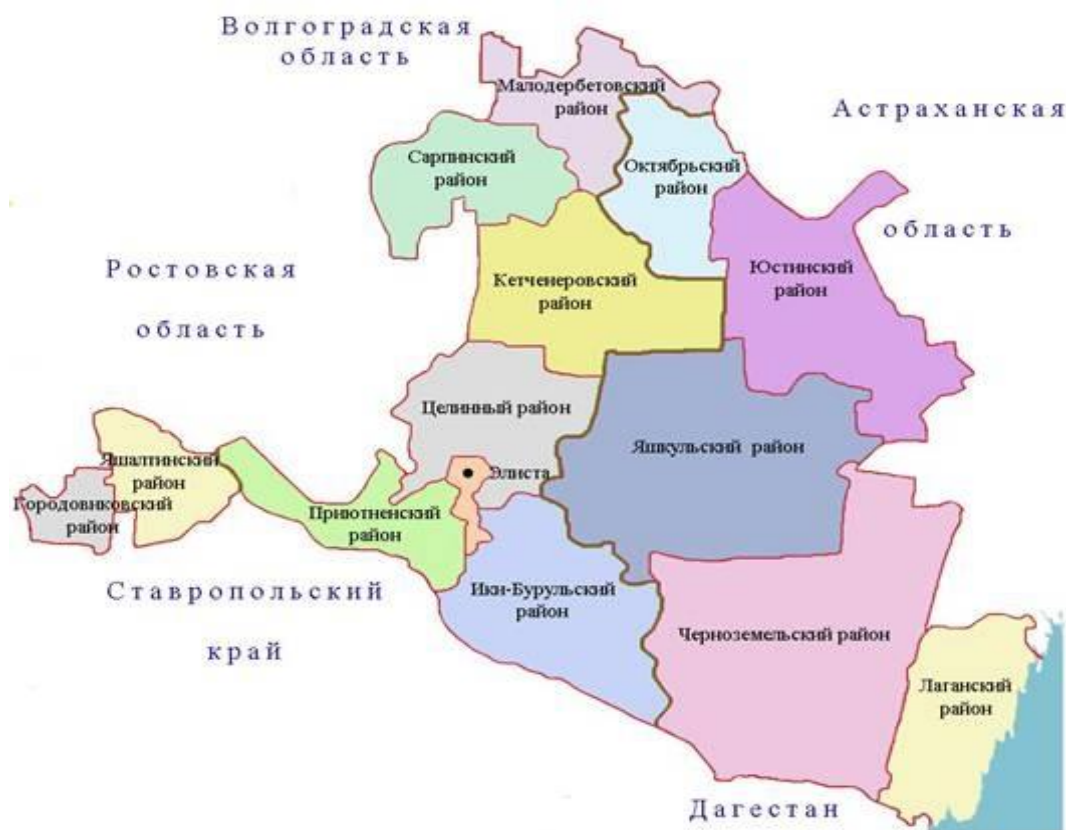 Волгоградская
область
Малодербетовский
район
Астраханская
область
Сарпинский
район
Октябрьский
район
Ростовская
область
Кетченеровский
район
Юстинский
район
Целинный район
Яшкульский район
Элиста
Яшалтинский
район
Городовиковский
район
Приютненский
район
Ставропольский
край
Ики-Бурульский
район
Черноземельский район
Лаганский
район
Дагестан